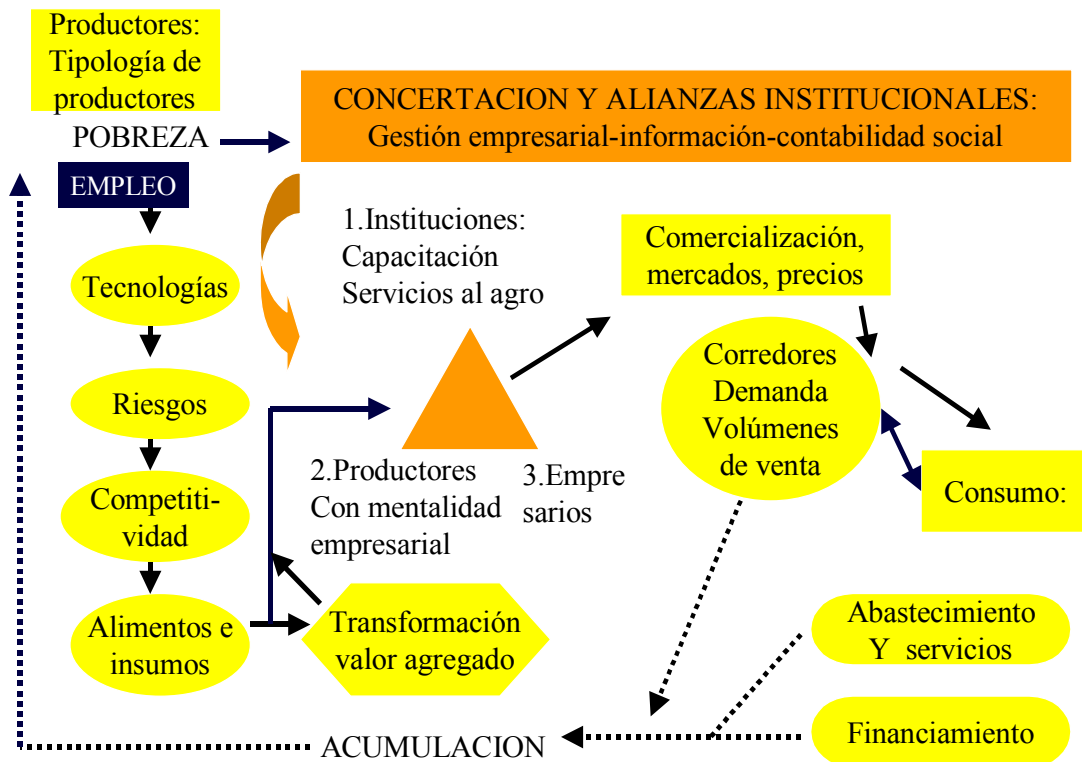 Productores:
Tipología de
productores
POBREZA
EMPLEO
CONCERTACION Y ALIANZAS INSTITUCIONALES:
Gestión empresarial-información-contabilidad social
Tecnologías
Riesgos
Competiti-
vidad
Alimentos e
insumos
1.Instituciones:
Capacitación
Servicios al agro
2.Productores
Con mentalidad
empresarial
3.Empre
sarios
Transformación
valor agregado
Comercialización,
mercados, precios
Corredores
Demanda
Volúmenes
de venta
Consumo:
Abastecimiento
Y servicios
Financiamiento
ACUMULACION